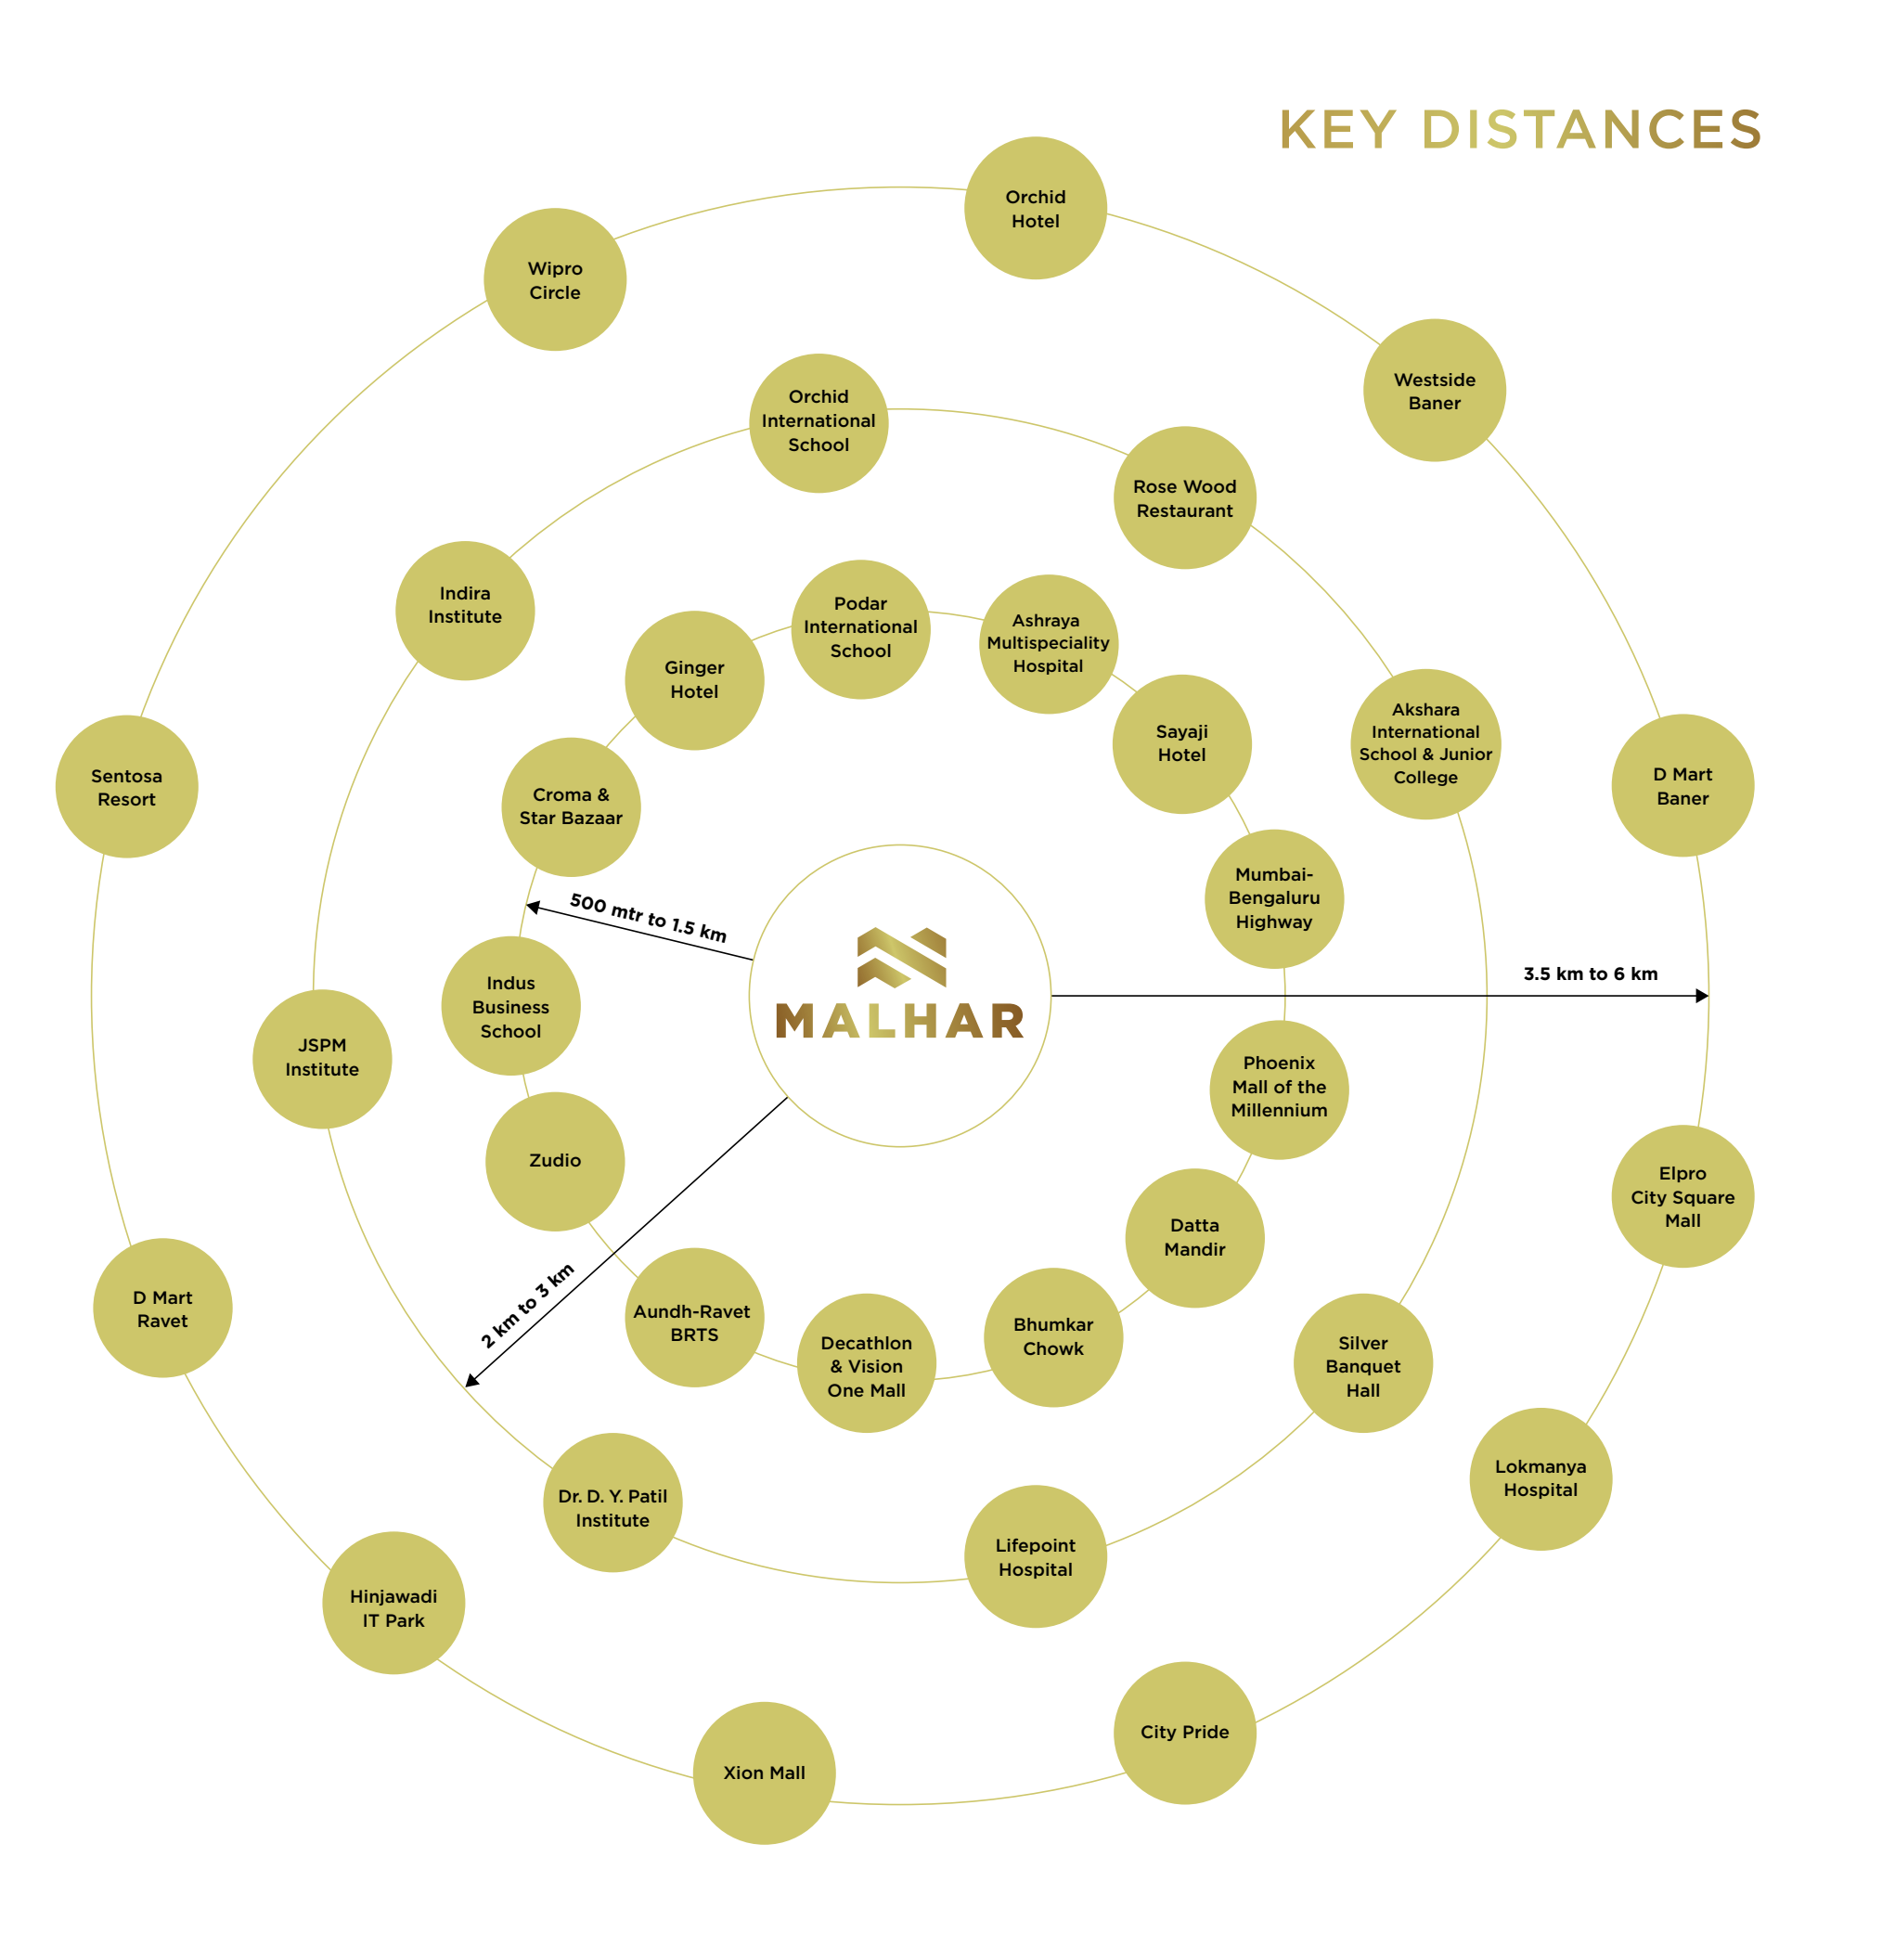 KEY DISTANCES
Orchid
Hotel
Wipro
Circle
Westside
Baner
Orchid
International
School
Rose Wood
Restaurant
Indira
Institute
Podar
International
School
Ashraya
Multispeciality
Hospital
Ginger
Hotel
Sayaji
Hotel
Akshara
International
School & Junior
College
Sentosa
Resort
D Mart
Baner
Croma &
Star Bazaar
Mumbai-
Bengaluru
Highway
500 mtr to 1.5 km
3.5 km to 6 km
MALHAR
Indus
Business
School
JSPM
Institute
Phoenix
Mall of the
Millennium
Zudio
Elpro
City Square
Mall
Datta
Mandir
2 km to 3 km
D Mart
Ravet
Aundh-Ravet
BRTS
Decathlon
& Vision
One Mall
Bhumkar
Chowk
Silver
Banquet
Hall
Lokmanya
Hospital
Dr. D. Y. Patil
Institute
Lifepoint
Hospital
Hinjawadi
IT Park
City Pride
Xion Mall